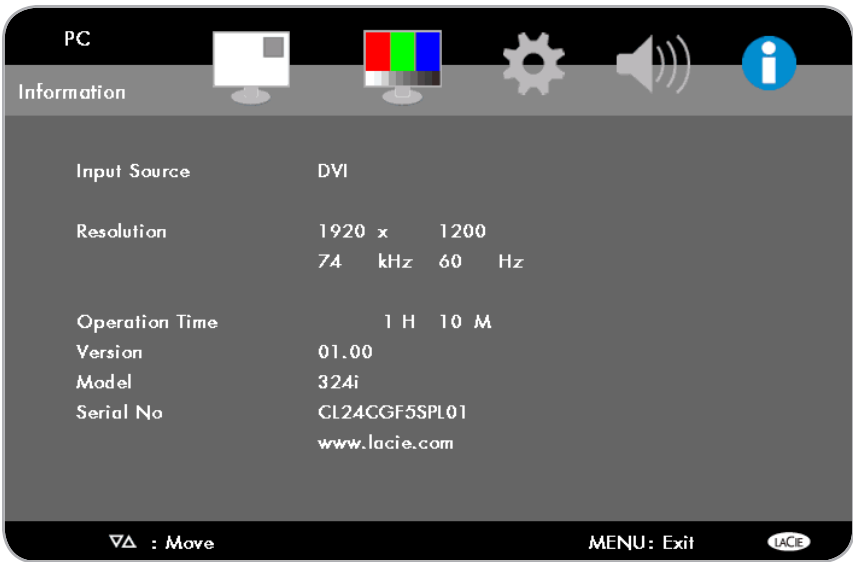 PC
Information
Input Source DVI
Resolution 1920 x 1200
74 kHz 60 Hz
Operation Time 1 H 10 M
Version 01.00
Model 324i
Serial No CL24CGF5SPL01
www.lacie.com
▽△ : Move MENU: Exit LACIE